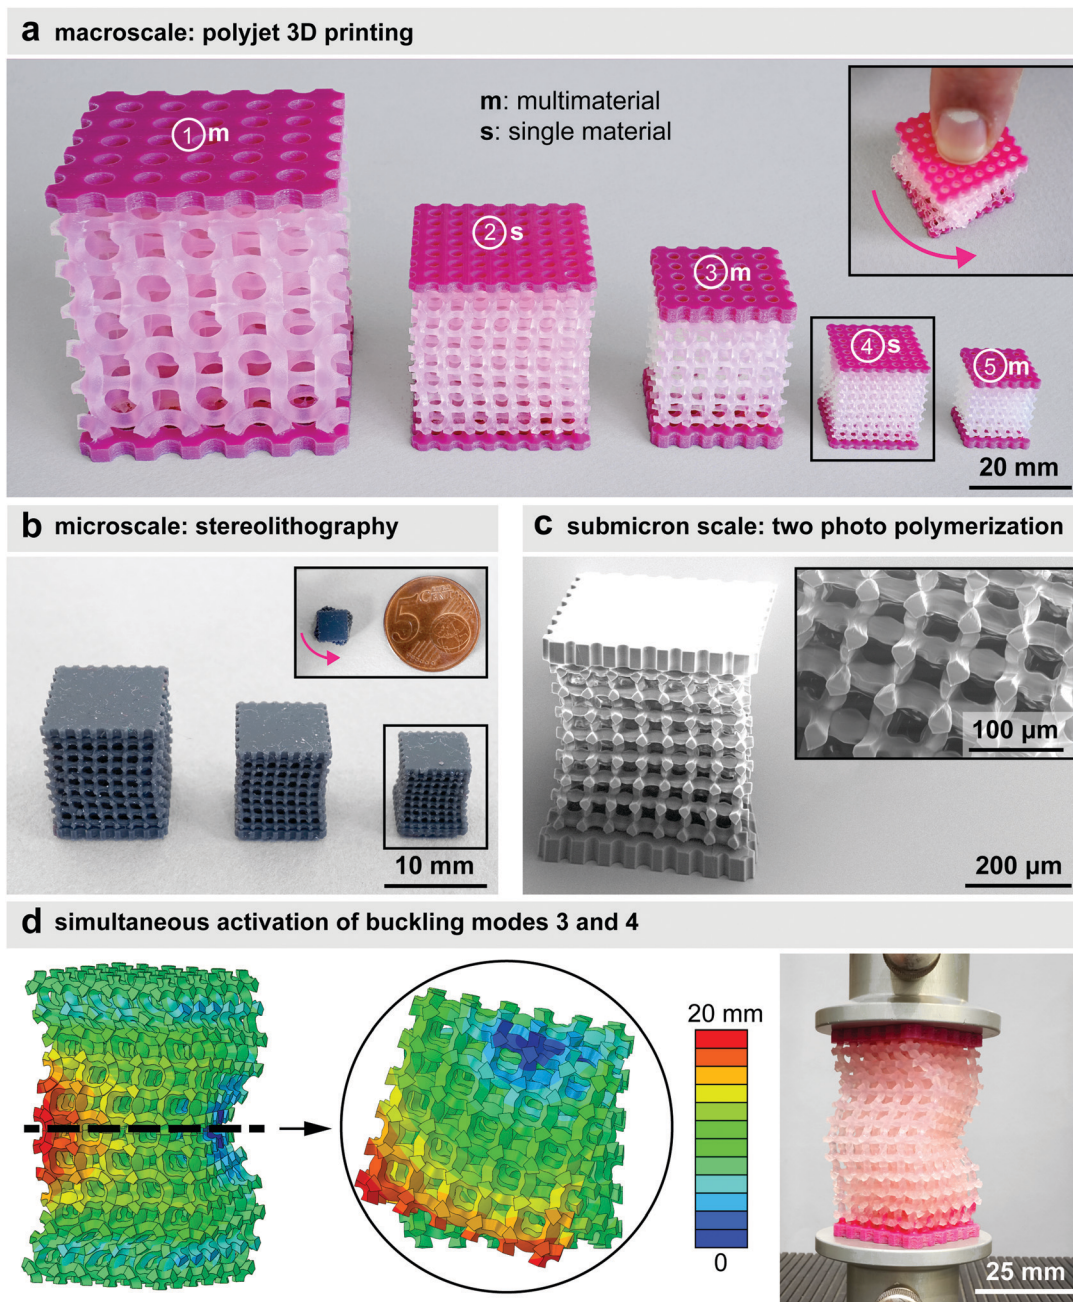 a macroscale: polyjet 3D printing
m: multimaterial
s: single material
1 m
2 s
3 m
4 s
5 m
20 mm
b microscale: stereolithography
5
10 mm
c submicron scale: two photo polymerization
100 µm
200 µm
d simultaneous activation of buckling modes 3 and 4
20 mm
0
25 mm